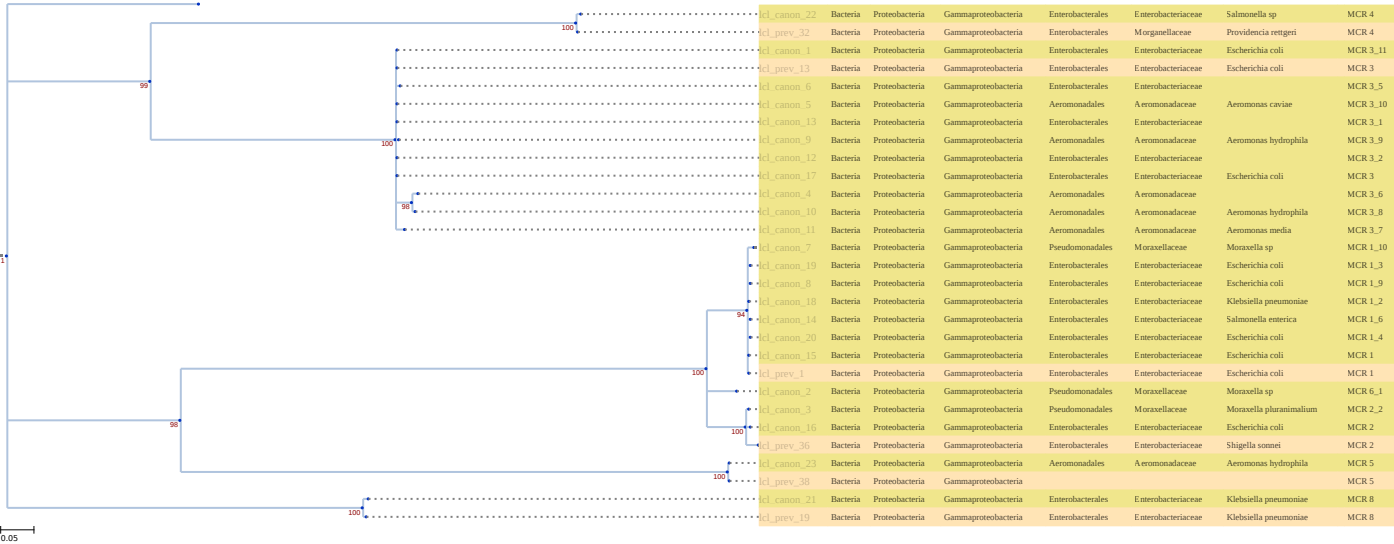 lcl_canon_22 Bacteria Proteobacteria Gammaproteobacteria Enterobacterales Enterobacteriaceae Salmonella sp MCR 4
100
lcl_prev_32 Bacteria Proteobacteria Gammaproteobacteria Enterobacterales Morganellaceae Providencia rettgeri MCR 4
lcl_canon_1 Bacteria Proteobacteria Gammaproteobacteria Enterobacterales Enterobacteriaceae Escherichia coli MCR 3_11
lcl_prev_13 Bacteria Proteobacteria Gammaproteobacteria Enterobacterales Enterobacteriaceae Escherichia coli MCR 3
99
lcl_canon_6 Bacteria Proteobacteria Gammaproteobacteria Enterobacterales Enterobacteriaceae MCR 3_5
lcl_canon_5 Bacteria Proteobacteria Gammaproteobacteria Aeromonadales Aeromonadaceae Aeromonas caviae MCR 3_10
lcl_canon_13 Bacteria Proteobacteria Gammaproteobacteria Enterobacterales Enterobacteriaceae MCR 3_1
100
lcl_canon_9 Bacteria Proteobacteria Gammaproteobacteria Aeromonadales Aeromonadaceae Aeromonas hydrophila MCR 3_9
lcl_canon_12 Bacteria Proteobacteria Gammaproteobacteria Enterobacterales Enterobacteriaceae MCR 3_2
lcl_canon_17 Bacteria Proteobacteria Gammaproteobacteria Enterobacterales Enterobacteriaceae Escherichia coli MCR 3
lcl_canon_4 Bacteria Proteobacteria Gammaproteobacteria Aeromonadales Aeromonadaceae MCR 3_6
98
lcl_canon_10 Bacteria Proteobacteria Gammaproteobacteria Aeromonadales Aeromonadaceae Aeromonas hydrophila MCR 3_8
lcl_canon_11 Bacteria Proteobacteria Gammaproteobacteria Aeromonadales Aeromonadaceae Aeromonas media MCR 3_7
lcl_canon_7 Bacteria Proteobacteria Gammaproteobacteria Pseudomonadales Moraxellaceae Moraxella sp MCR 1_10
1
lcl_canon_19 Bacteria Proteobacteria Gammaproteobacteria Enterobacterales Enterobacteriaceae Escherichia coli MCR 1_3
lcl_canon_8 Bacteria Proteobacteria Gammaproteobacteria Enterobacterales Enterobacteriaceae Escherichia coli MCR 1_9
lcl_canon_18 Bacteria Proteobacteria Gammaproteobacteria Enterobacterales Enterobacteriaceae Klebsiella pneumoniae MCR 1_2
94
lcl_canon_14 Bacteria Proteobacteria Gammaproteobacteria Enterobacterales Enterobacteriaceae Salmonella enterica MCR 1_6
lcl_canon_20 Bacteria Proteobacteria Gammaproteobacteria Enterobacterales Enterobacteriaceae Escherichia coli MCR 1_4
lcl_canon_15 Bacteria Proteobacteria Gammaproteobacteria Enterobacterales Enterobacteriaceae Escherichia coli MCR 1
100
lcl_prev_1 Bacteria Proteobacteria Gammaproteobacteria Enterobacterales Enterobacteriaceae Escherichia coli MCR 1
lcl_canon_2 Bacteria Proteobacteria Gammaproteobacteria Pseudomonadales Moraxellaceae Moraxella sp MCR 6_1
lcl_canon_3 Bacteria Proteobacteria Gammaproteobacteria Pseudomonadales Moraxellaceae Moraxella pluranimalium MCR 2_2
98
lcl_canon_16 Bacteria Proteobacteria Gammaproteobacteria Enterobacterales Enterobacteriaceae Escherichia coli MCR 2
100
lcl_prev_36 Bacteria Proteobacteria Gammaproteobacteria Enterobacterales Enterobacteriaceae Shigella sonnei MCR 2
lcl_canon_23 Bacteria Proteobacteria Gammaproteobacteria Aeromonadales Aeromonadaceae Aeromonas hydrophila MCR 5
100
lcl_prev_38 Bacteria Proteobacteria Gammaproteobacteria MCR 5
lcl_canon_21 Bacteria Proteobacteria Gammaproteobacteria Enterobacterales Enterobacteriaceae Klebsiella pneumoniae MCR 8
100
lcl_prev_19 Bacteria Proteobacteria Gammaproteobacteria Enterobacterales Enterobacteriaceae Klebsiella pneumoniae MCR 8
0.05